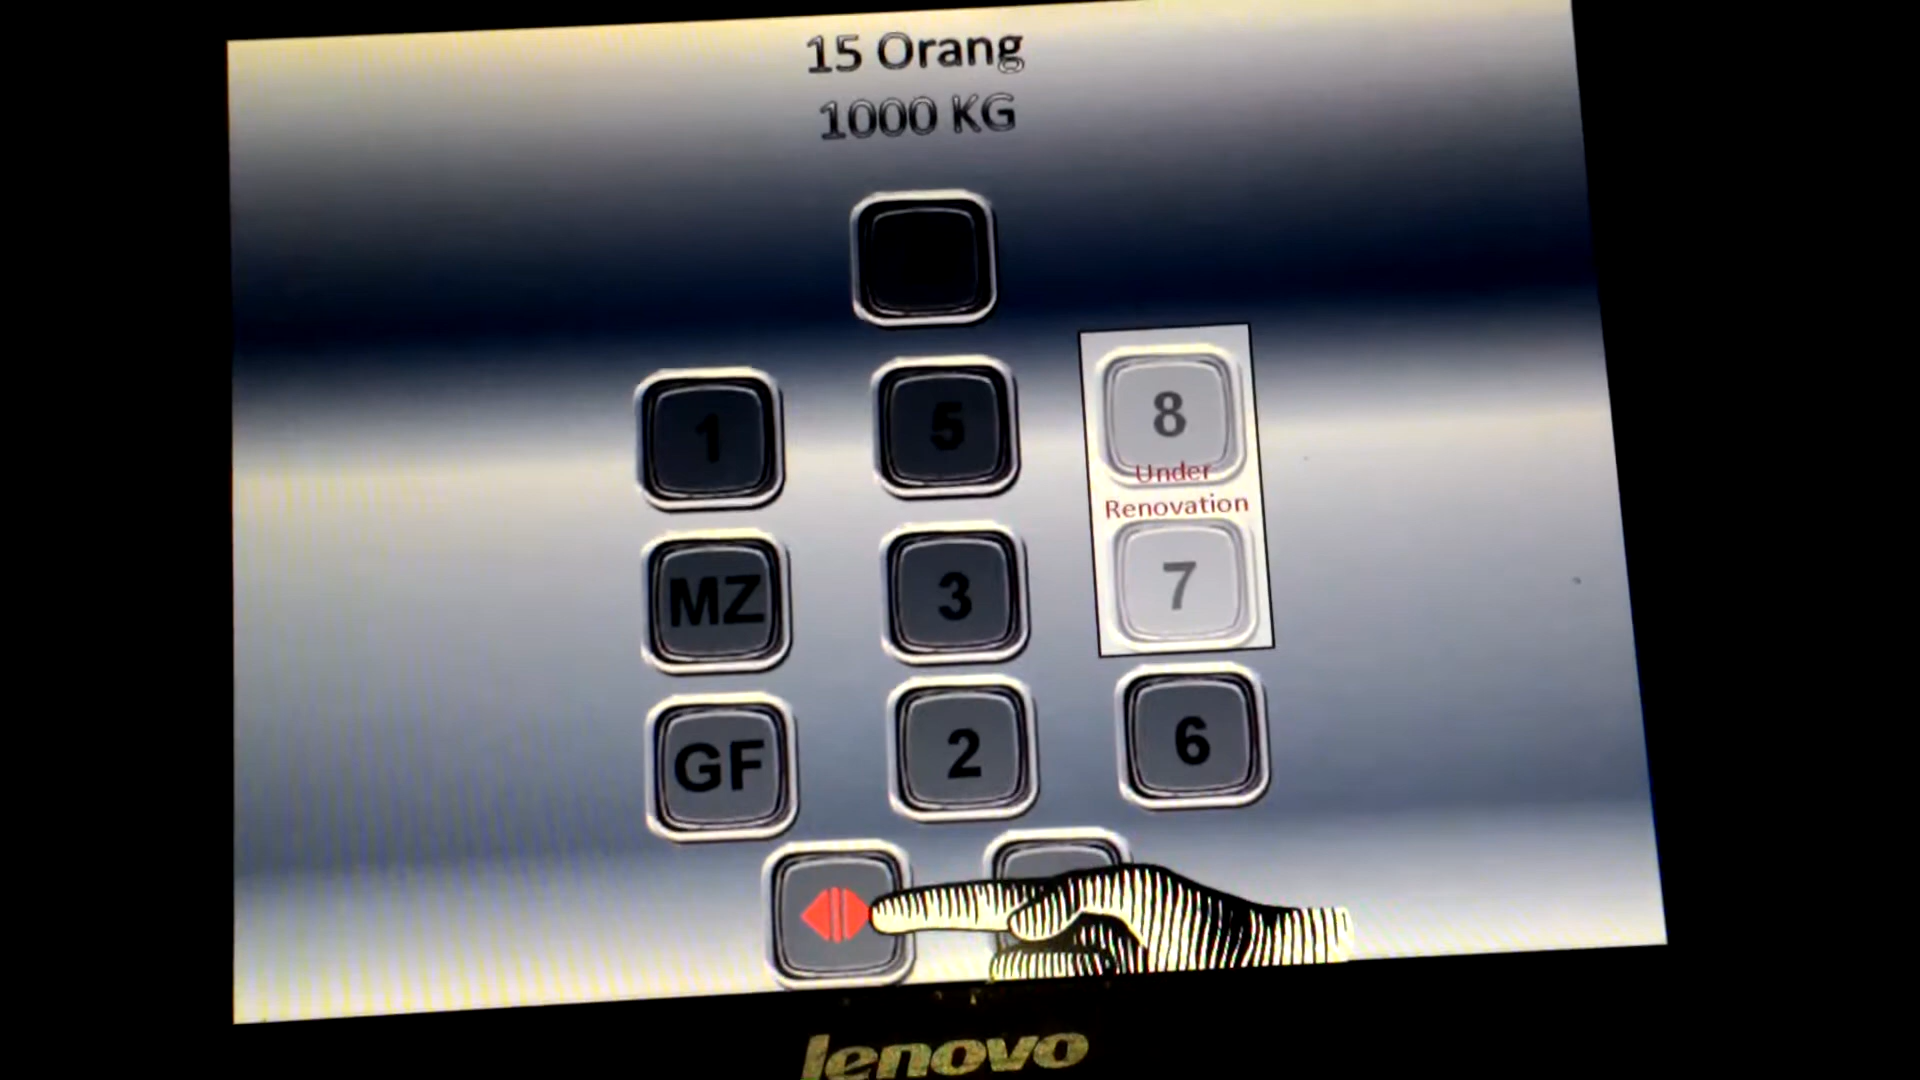 15 Orang
1000 KG
1
5
8
Under
Renovation
MZ
3
7
GF
2
6
lenovo